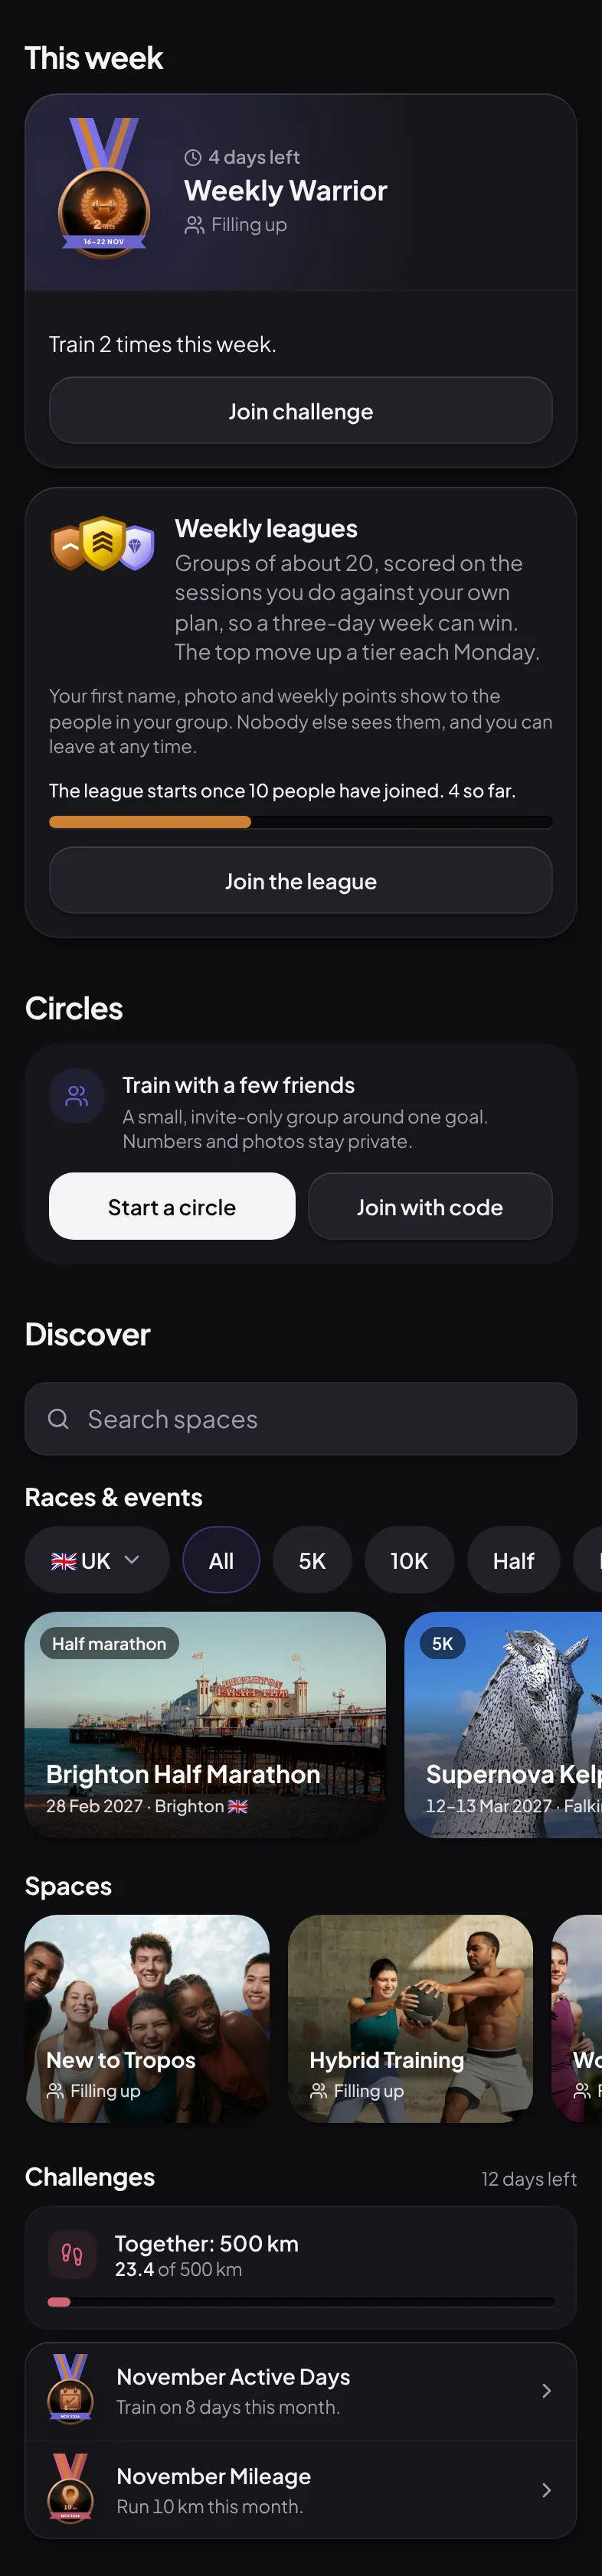 This week
4 days left
Weekly Warrior
Filling up
16–22 NOV
Train 2 times this week.
Join challenge
Weekly leagues
Groups of about 20, scored on the
sessions you do against your own
plan, so a three-day week can win.
The top move up a tier each Monday.
Your first name, photo and weekly points show to the
people in your group. Nobody else sees them, and you can
leave at any time.
The league starts once 10 people have joined. 4 so far.
Join the league
Circles
Train with a few friends
A small, invite-only group around one goal.
Numbers and photos stay private.
Start a circle
Join with code
Discover
Search spaces
Races & events
🇬🇧 UK
All
5K
10K
Half
Half marathon
Brighton Half Marathon
28 Feb 2027 · Brighton 🇬🇧
5K
Supernova Kelp
12–13 Mar 2027 · Falki
Spaces
New to Tropos
Filling up
Hybrid Training
Filling up
Wo
F
Challenges
12 days left
Together: 500 km
23.4 of 500 km
November Active Days
Train on 8 days this month.
November Mileage
Run 10 km this month.